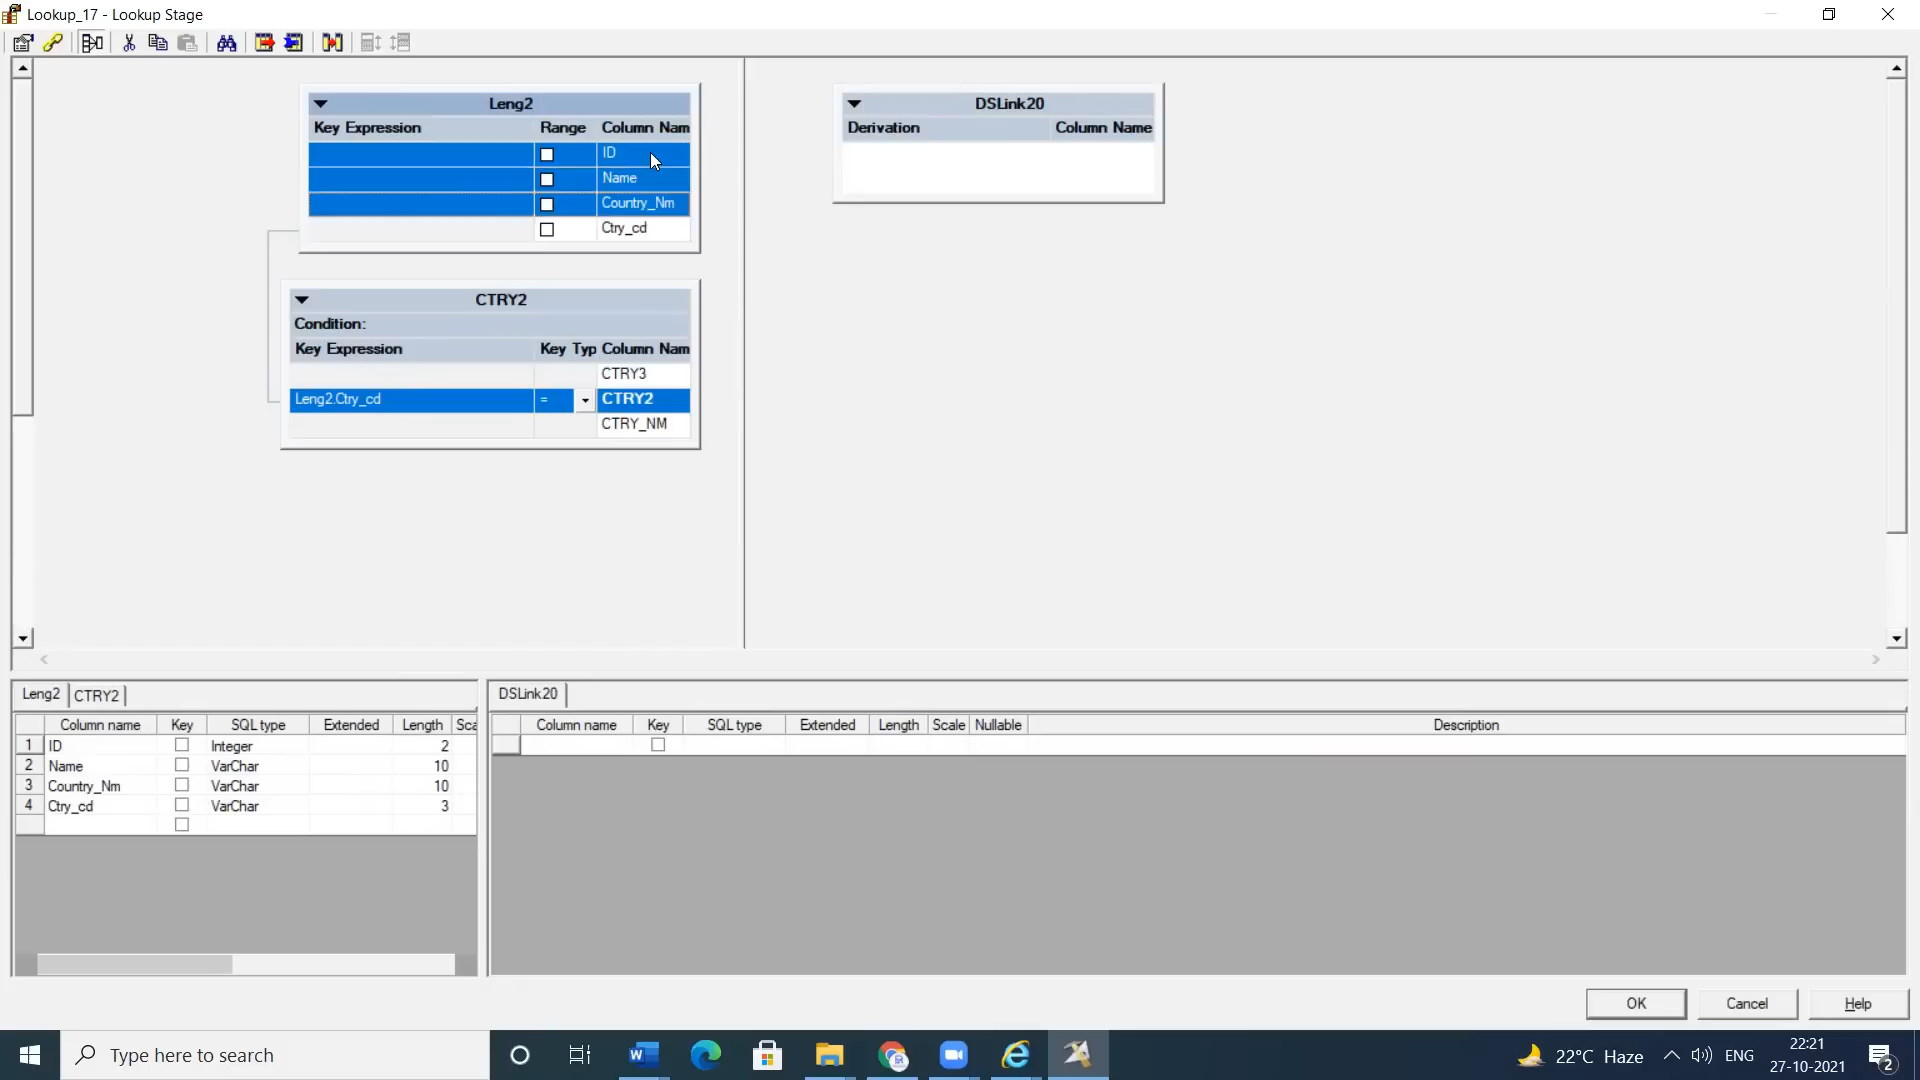 Lookup_17 - Lookup Stage
Leng2
Key Expression Range Column Nam
ID
Name
Country_Nm
Ctry_cd
DSLink20
Derivation Column Name
CTRY2
Condition:
Key Expression Key Typ Column Nam
CTRY3
Leng2.Ctry_cd = CTRY2
CTRY_NM
Leng2 CTRY2
Column name Key SQL type Extended Length Sca
1 ID Integer 2
2 Name VarChar 10
3 Country_Nm VarChar 10
4 Ctry_cd VarChar 3
DSLink20
Column name Key SQL type Extended Length Scale Nullable Description
OK Cancel Help
Type here to search
22°C Haze
ENG
22:21
27-10-2021
2